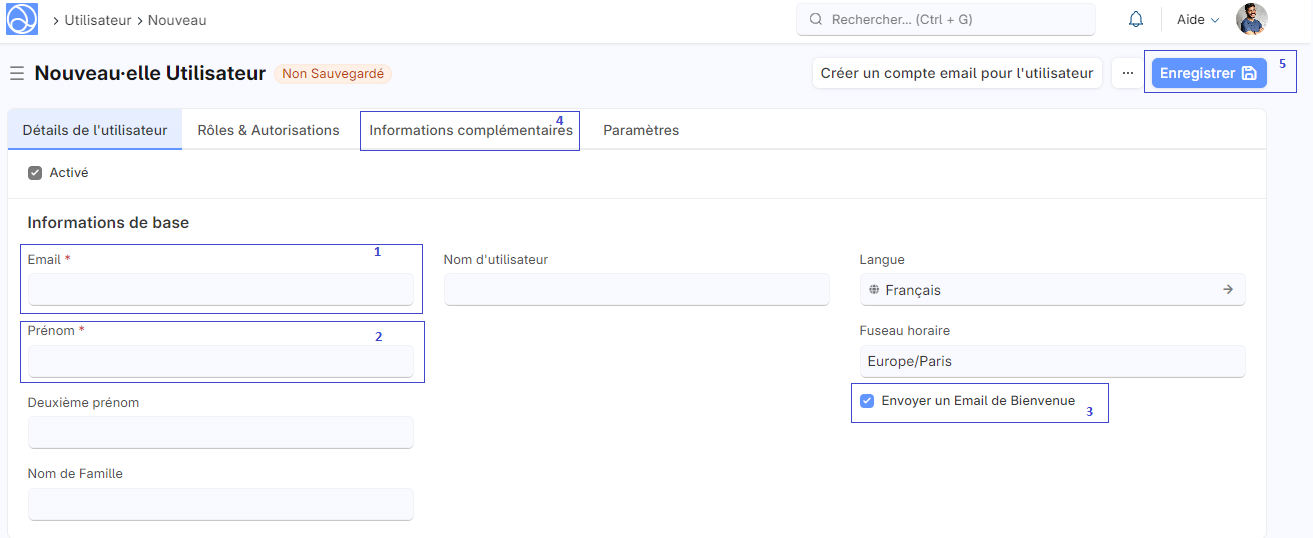 Utilisateur > Nouveau
Rechercher... (Ctrl + G)
Aide
Nouveau·elle Utilisateur
Non Sauvegardé
Créer un compte email pour l'utilisateur
...
Enregistrer
5
Détails de l'utilisateur
Rôles & Autorisations
Informations complémentaires
4
Paramètres
Activé
Informations de base
Email *
1
Nom d'utilisateur
Langue
Français
Prénom *
2
Fuseau horaire
Europe/Paris
Envoyer un Email de Bienvenue
3
Deuxième prénom
Nom de Famille